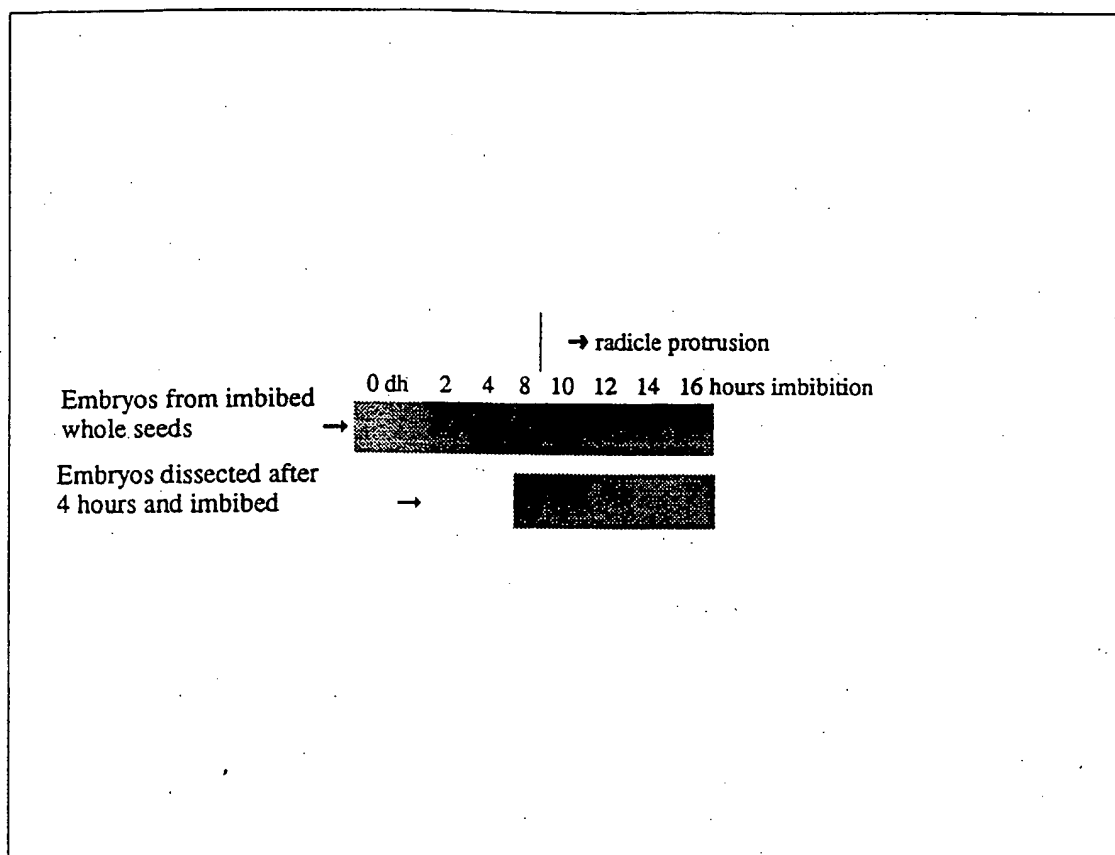 → radicle protrusion
0 dh 2 4 8 10 12 14 16 hours imbibition
Embryos from imbibed
whole seeds →
Embryos dissected after
4 hours and imbibed →